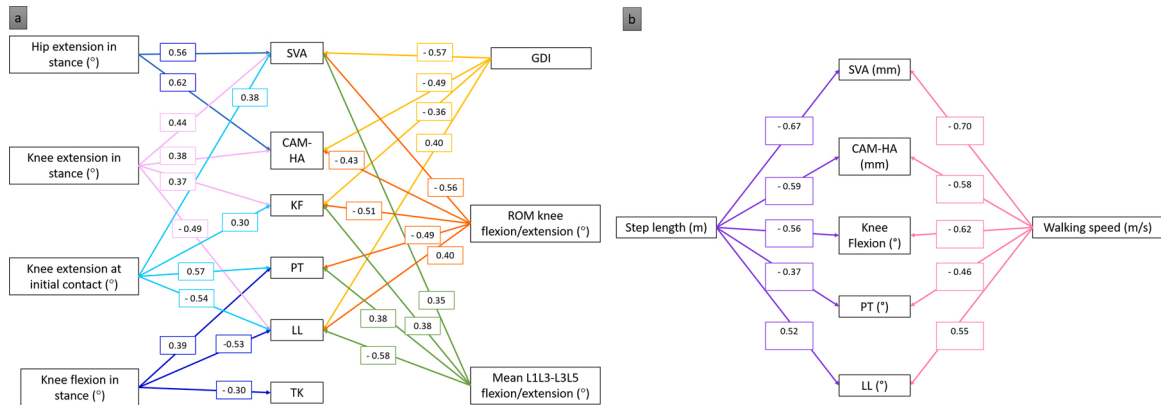 a
Hip extension in
stance (°)
Knee extension in
stance (°)
Knee extension at
initial contact (°)
Knee flexion in
stance (°)
0.56
0.62
0.38
0.44
0.38
0.37
- 0.49
0.30
0.57
- 0.54
0.39
-0.53
- 0.30
SVA
CAM-
HA
KF
PT
LL
TK
- 0.57
- 0.49
- 0.36
0.40
- 0.43
- 0.56
- 0.51
- 0.49
0.40
0.35
0.38
0.38
- 0.58
GDI
ROM knee
flexion/extension (°)
Mean L1L3-L3L5
flexion/extension (°)
b
Step length (m)
- 0.67
- 0.59
- 0.56
- 0.37
0.52
SVA (mm)
CAM-HA
(mm)
Knee
Flexion (°)
PT (°)
LL (°)
- 0.70
- 0.58
- 0.62
- 0.46
0.55
Walking speed (m/s)